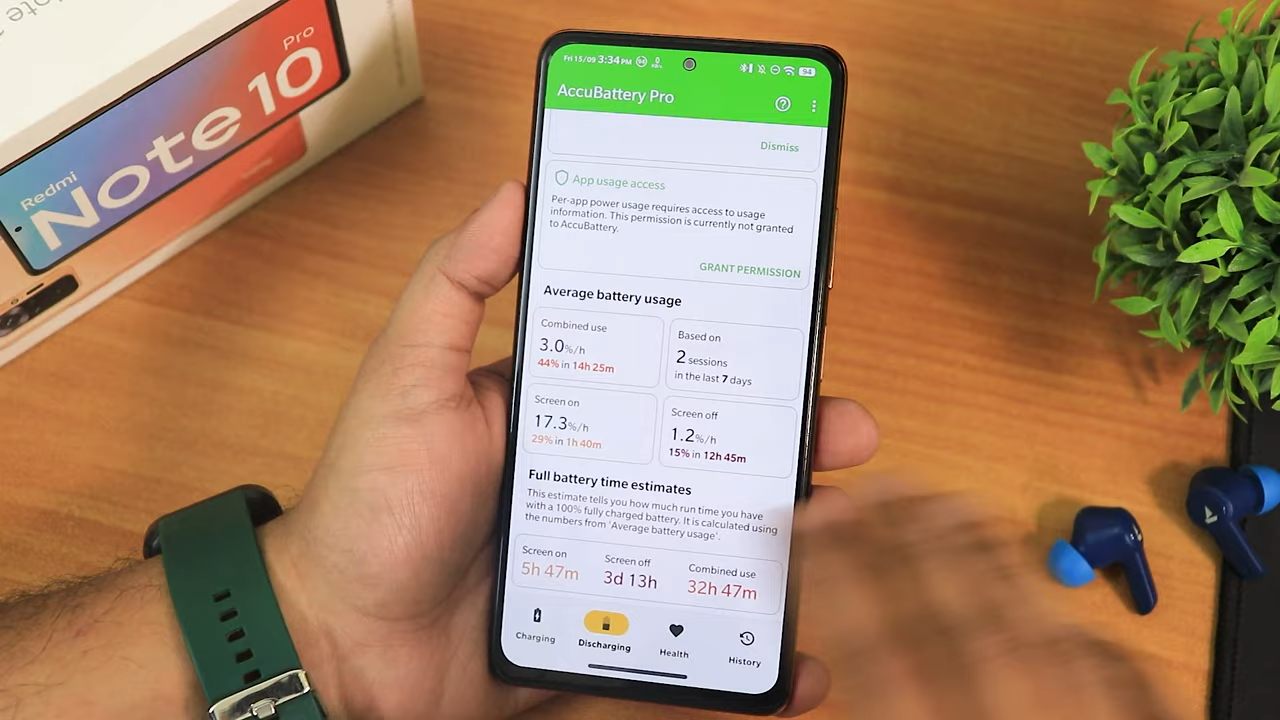 Redmi
Note 10
Pro
Fri 15/09 3:34 PM 94
94
AccuBattery Pro
Dismiss
App usage access
Per-app power usage requires access to usage
information. This permission is currently not granted
to AccuBattery.
GRANT PERMISSION
Average battery usage
Combined use
3.0%/h
44% in 14h 25m
Based on
2 sessions
in the last 7 days
Screen on
17.3%/h
29% in 1h 40m
Screen off
1.2%/h
15% in 12h 45m
Full battery time estimates
This estimate tells you how much run time you have
with a 100% fully charged battery. It is calculated using
the numbers from 'Average battery usage'.
Screen on
5h 47m
Screen off
3d 13h
Combined use
32h 47m
Charging
Discharging
Health
History